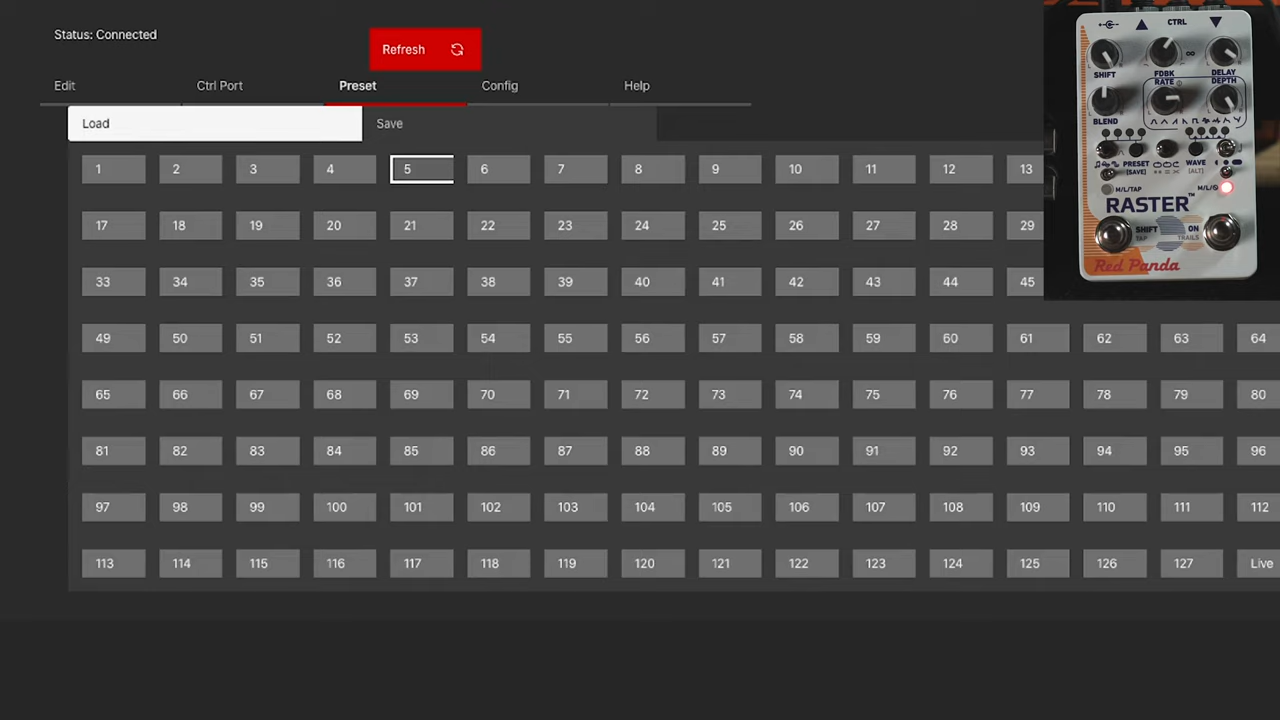 Status: Connected
Refresh
Edit Ctrl Port Preset Config Help
Load Save
1 2 3 4 5 6 7 8 9 10 11 12 13
17 18 19 20 21 22 23 24 25 26 27 28 29
33 34 35 36 37 38 39 40 41 42 43 44 45
49 50 51 52 53 54 55 56 57 58 59 60 61 62 63 64
65 66 67 68 69 70 71 72 73 74 75 76 77 78 79 80
81 82 83 84 85 86 87 88 89 90 91 92 93 94 95 96
97 98 99 100 101 102 103 104 105 106 107 108 109 110 111 112
113 114 115 116 117 118 119 120 121 122 123 124 125 126 127 Live
CTRL
SHIFT FDBK ∞ DELAY
RATE DEPTH
BLEND
PRESET WAVE
[SAVE] [ALT]
M/L/TAP M/L/
RASTER™
SHIFT ON
TAP TRAILS
Red Panda